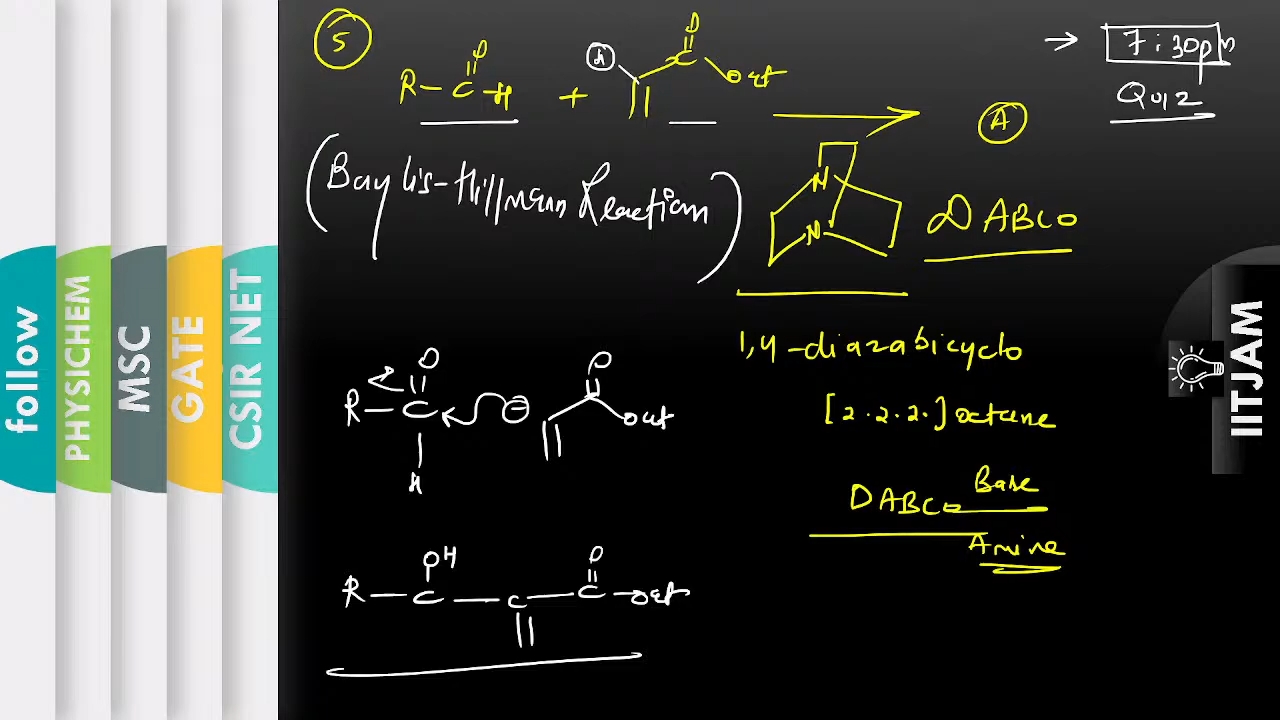 5
R-C-H
O
+
H
C
O
OEt
A
→ 7:30pm
Quiz
(Baylis-Hillmann Reaction)
N
N
DABCO
1,4-diazabicyclo
[2.2.2.]octane
DABCO Base
Amine
O
R-C
H
⊖
O
OEt
OH
O
R-C-C-C-OEt
follow
PHYSICHEM
MSC
GATE
CSIR NET
IITJAM